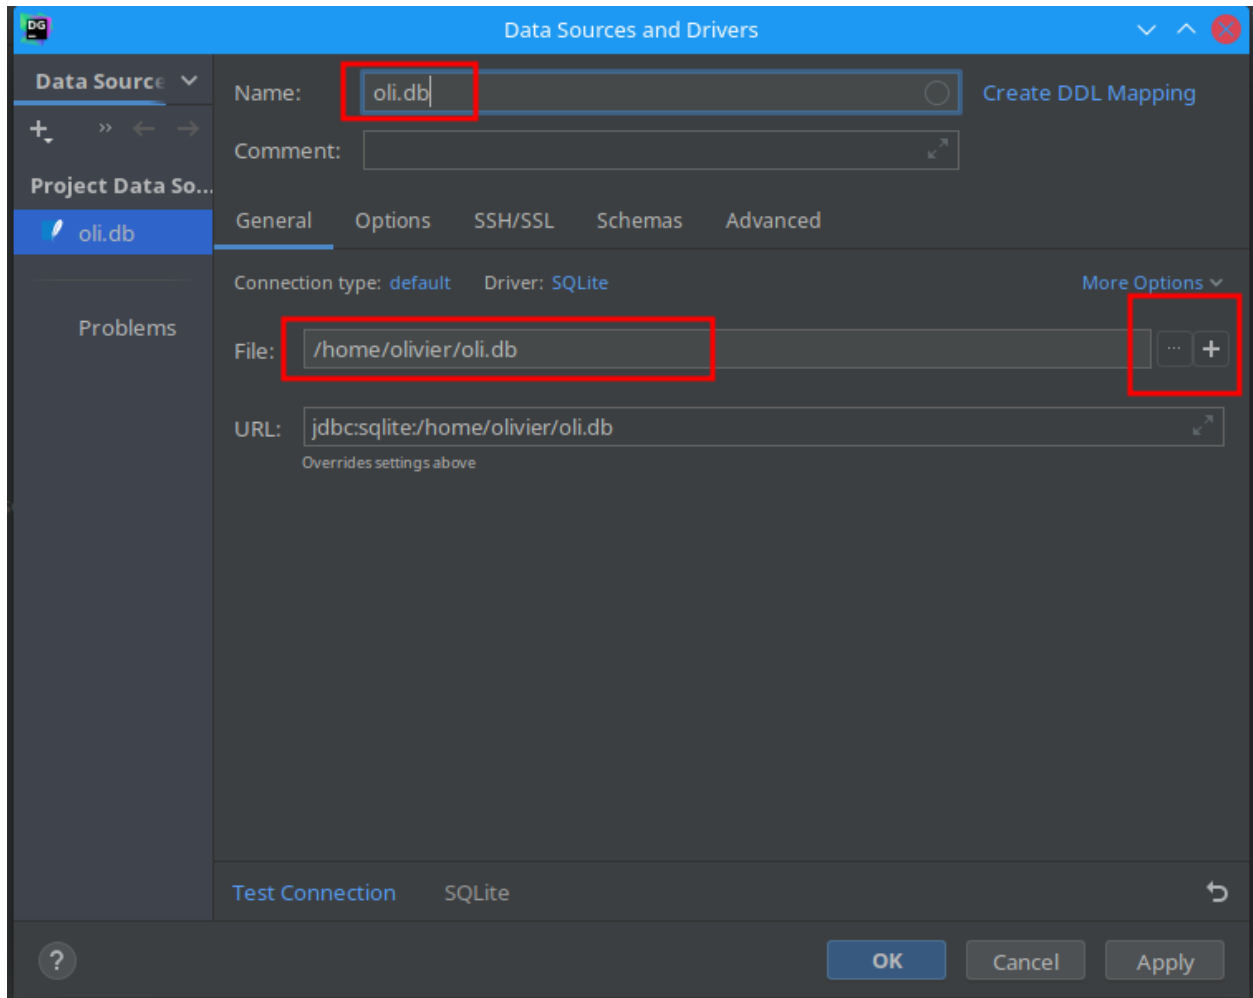 DG
Data Sources and Drivers
Data Source
Name: oli.db
Create DDL Mapping
Comment:
Project Data So...
oli.db
General Options SSH/SSL Schemas Advanced
Connection type: default Driver: SQLite More Options
Problems
File: /home/olivier/oli.db ... +
URL: jdbc:sqlite:/home/olivier/oli.db
Overrides settings above
Test Connection SQLite
? OK Cancel Apply